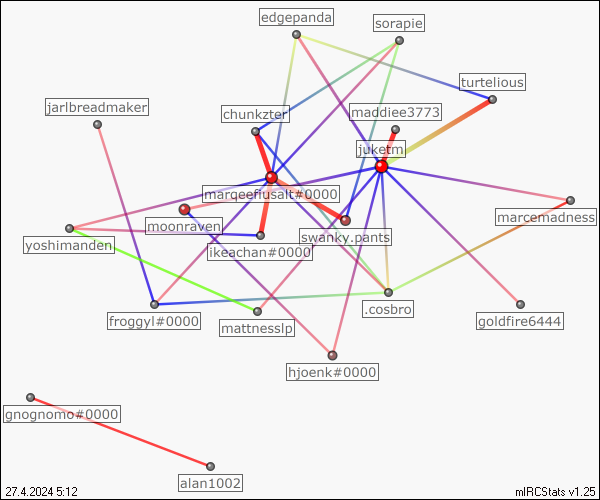 edgepanda
sorapie
turtelious
jarlbreadmaker
chunkzter
maddiee3773
juketm
marqeefiusalt#0000
marcemadness
moonraven
swanky.pants
yoshimanden
ikeachan#0000
.cosbro
goldfire6444
froggyl#0000
mattnesslp
hjoenk#0000
gnognomo#0000
alan1002
27.4.2024 5:12
mIRCStats v1.25